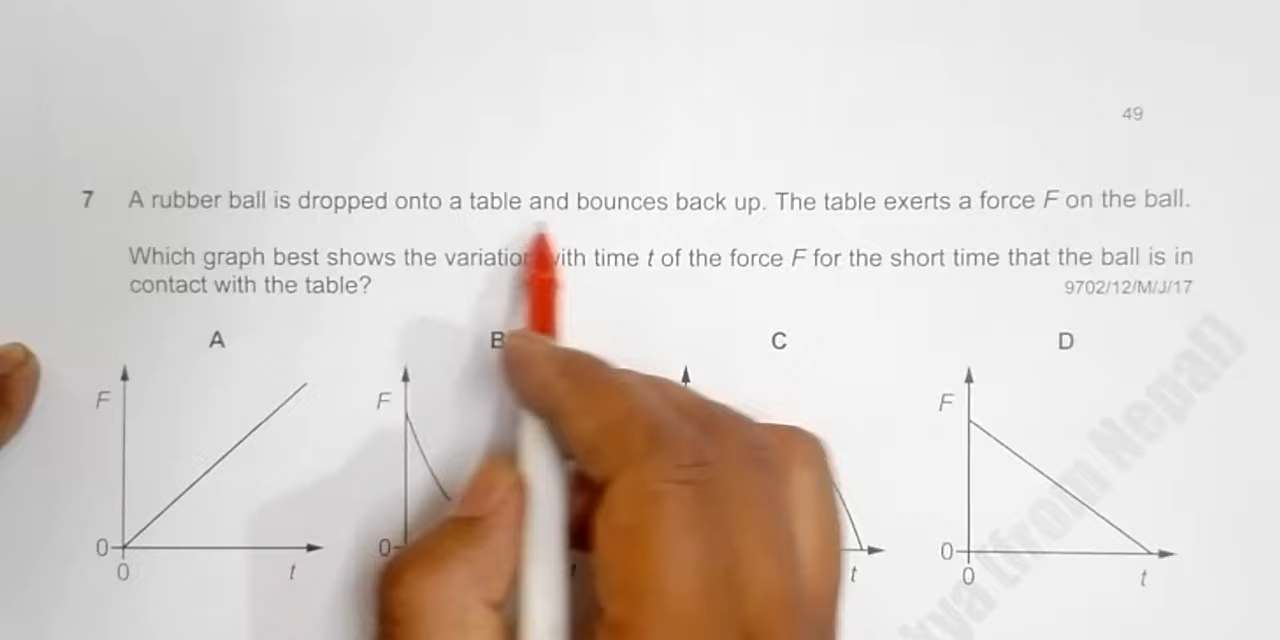 49
7 A rubber ball is dropped onto a table and bounces back up. The table exerts a force F on the ball.
Which graph best shows the with time t of the force F for the short time that the ball is in
contact with the table? 9702/12/M/J/17
A B C D
F F F
0 0 0
0 t t 0 t
(from Nepal)